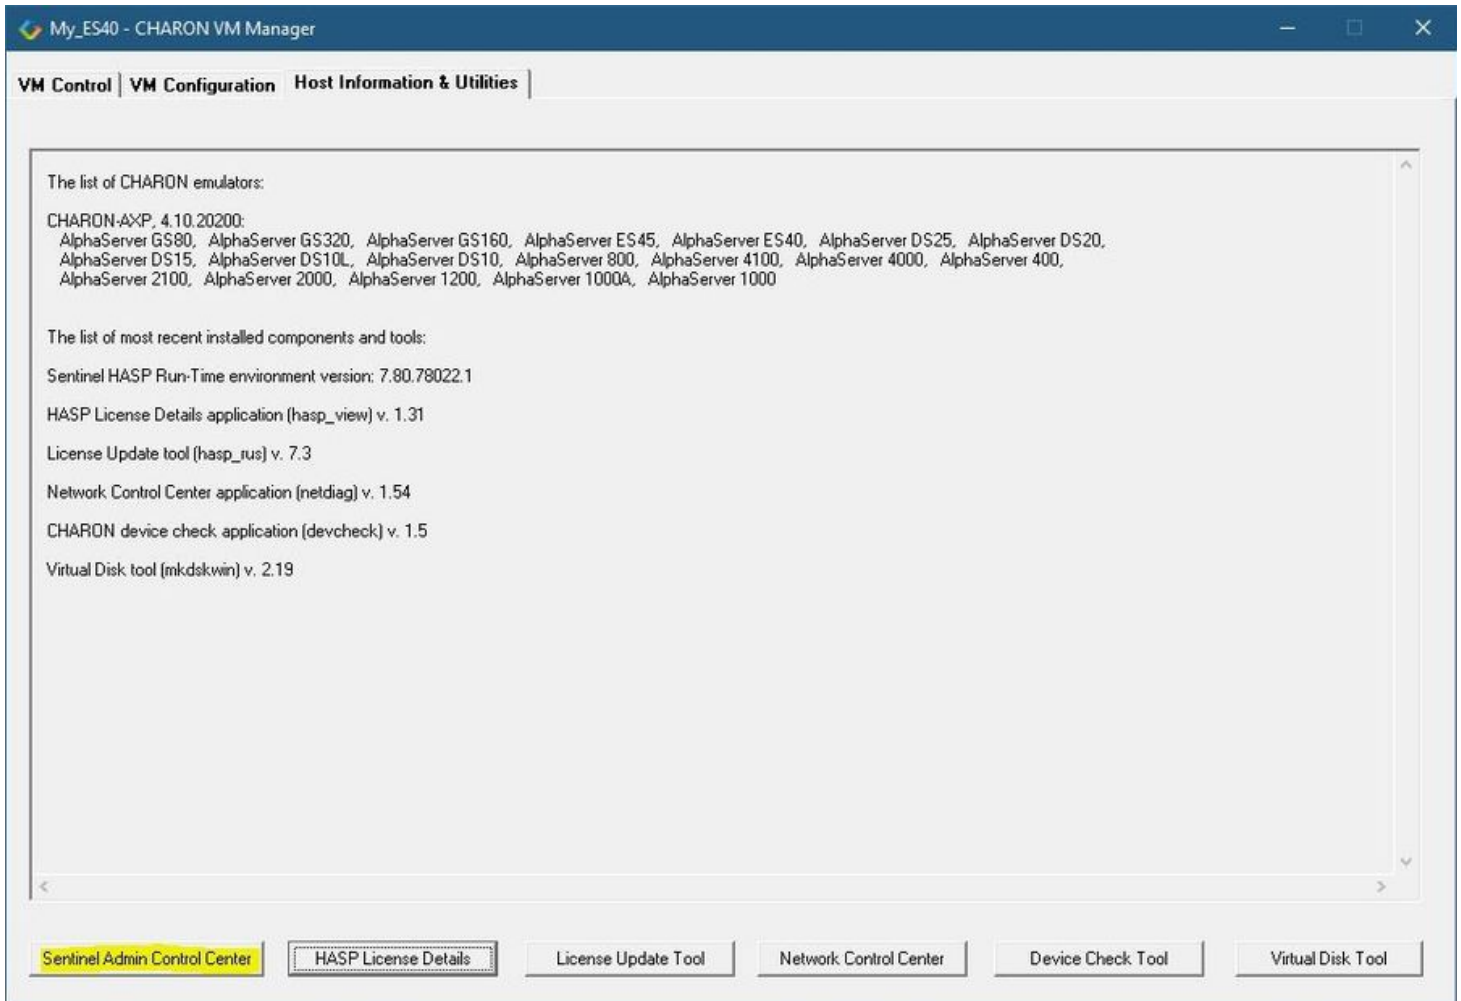 My_ES40 - CHARON VM Manager
VM Control
VM Configuration
Host Information & Utilities
The list of CHARON emulators:
CHARON-AXP, 4.10.20200:
AlphaServer GS80, AlphaServer GS320, AlphaServer GS160, AlphaServer ES45, AlphaServer ES40, AlphaServer DS25, AlphaServer DS20,
AlphaServer DS15, AlphaServer DS10L, AlphaServer DS10, AlphaServer 800, AlphaServer 4100, AlphaServer 4000, AlphaServer 400,
AlphaServer 2100, AlphaServer 2000, AlphaServer 1200, AlphaServer 1000A, AlphaServer 1000
The list of most recent installed components and tools:
Sentinel HASP Run-Time environment version: 7.80.78022.1
HASP License Details application (hasp_view) v. 1.31
License Update tool (hasp_rus) v. 7.3
Network Control Center application (netdiag) v. 1.54
CHARON device check application (devcheck) v. 1.5
Virtual Disk tool (mkdskwin) v. 2.19
Sentinel Admin Control Center
HASP License Details
License Update Tool
Network Control Center
Device Check Tool
Virtual Disk Tool